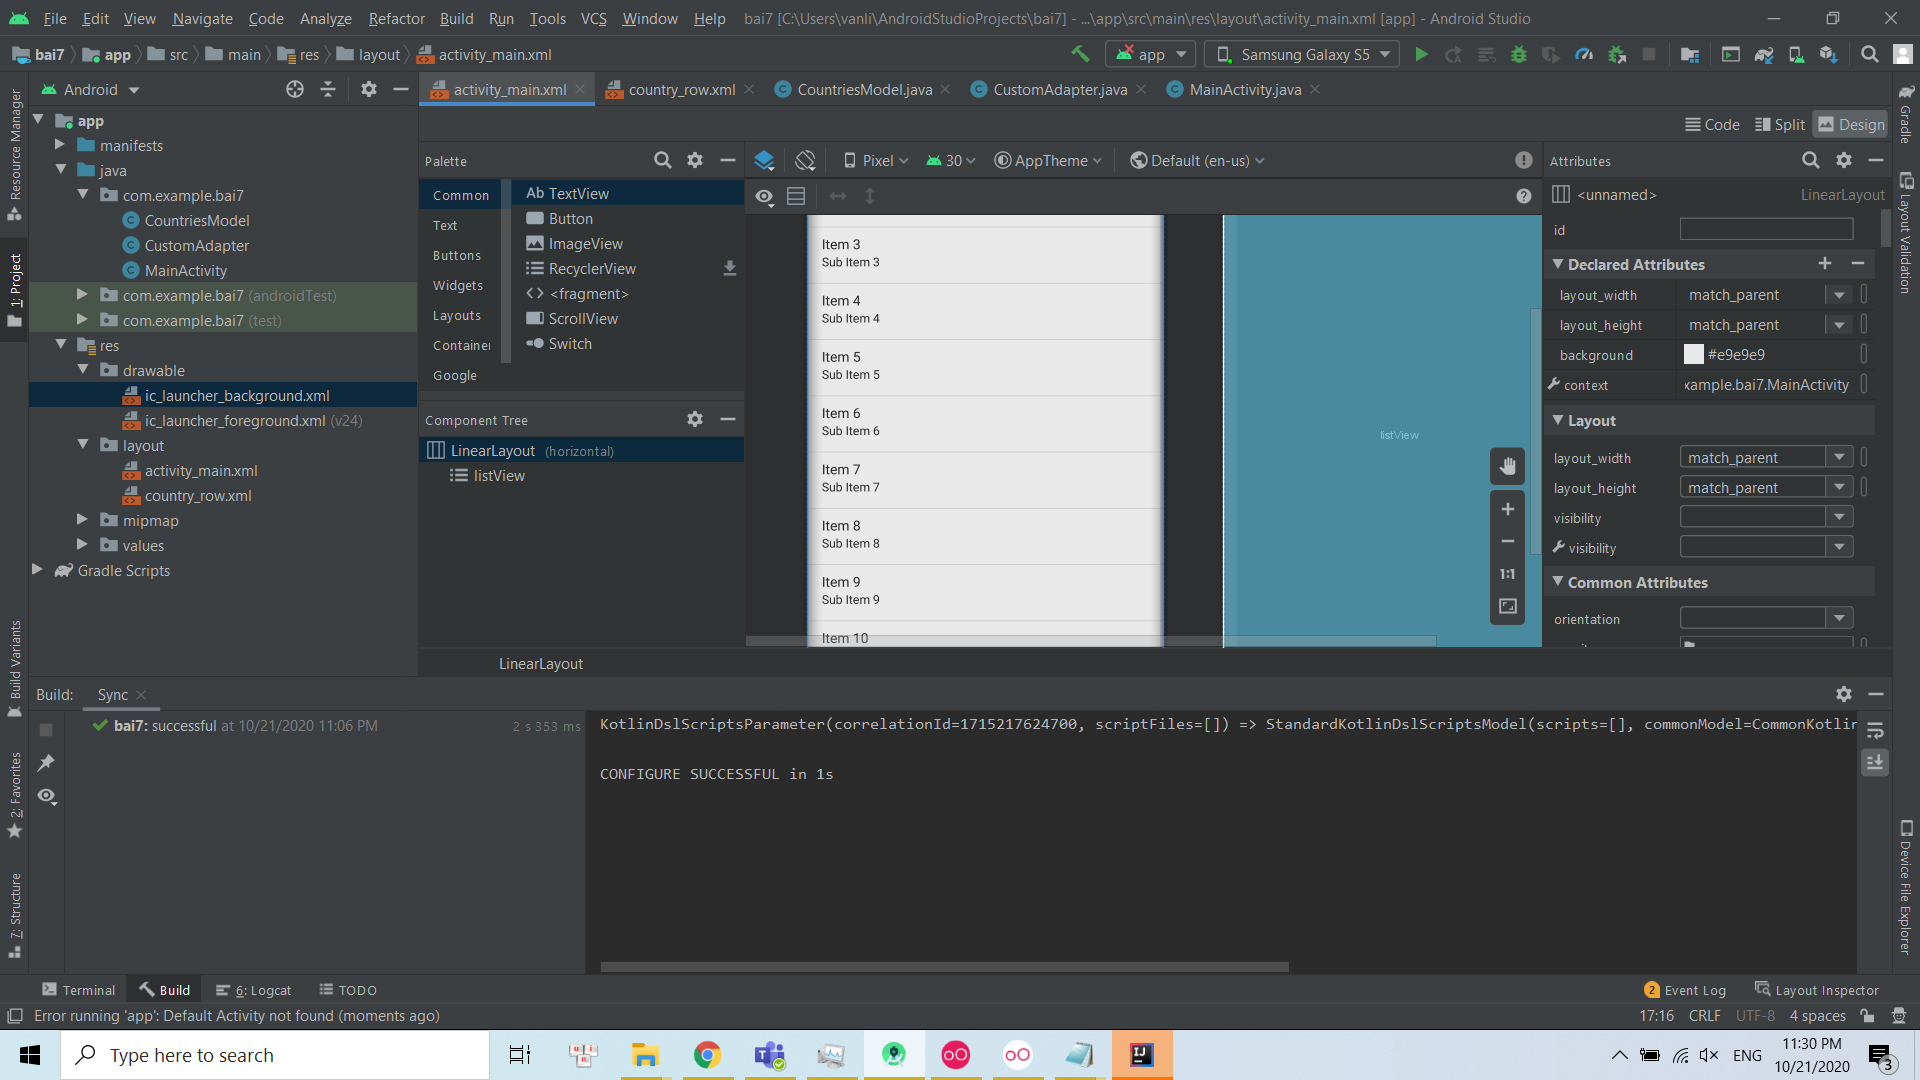 File Edit View Navigate Code Analyze Refactor Build Run Tools VCS Window Help bai7 [C:\Users\vanli\AndroidStudioProjects\bai7] - ...\app\src\main\res\layout\activity_main.xml [app] - Android Studio
bai7 app src main res layout activity_main.xml app Samsung Galaxy S5
Android
activity_main.xml country_row.xml CountriesModel.java CustomAdapter.java MainActivity.java
Code Split Design
Resource Manager
1: Project
Build Variants
2: Favorites
7: Structure
app
manifests
java
com.example.bai7
CountriesModel
CustomAdapter
MainActivity
com.example.bai7 (androidTest)
com.example.bai7 (test)
res
drawable
ic_launcher_background.xml
ic_launcher_foreground.xml (v24)
layout
activity_main.xml
country_row.xml
mipmap
values
Gradle Scripts
Palette
Common
Text
Buttons
Widgets
Layouts
Container
Google
Ab TextView
Button
ImageView
RecyclerView
<fragment>
ScrollView
Switch
Component Tree
LinearLayout (horizontal)
listView
Pixel 30 AppTheme Default (en-us)
Item 3
Sub Item 3
Item 4
Sub Item 4
Item 5
Sub Item 5
Item 6
Sub Item 6
Item 7
Sub Item 7
Item 8
Sub Item 8
Item 9
Sub Item 9
Item 10
listView
1:1
Attributes
<unnamed> LinearLayout
id
Declared Attributes
layout_width match_parent
layout_height match_parent
background #e9e9e9
context xample.bai7.MainActivity
Layout
layout_width match_parent
layout_height match_parent
visibility
visibility
Common Attributes
orientation
Gradle
Layout Validation
Device File Explorer
LinearLayout
Build: Sync
bai7: successful at 10/21/2020 11:06 PM 2 s 353 ms
KotlinDslScriptsParameter(correlationId=1715217624700, scriptFiles=[]) => StandardKotlinDslScriptsModel(scripts=[], commonModel=CommonKotlin
CONFIGURE SUCCESSFUL in 1s
Terminal Build 6: Logcat TODO 2 Event Log Layout Inspector
Error running 'app': Default Activity not found (moments ago) 17:16 CRLF UTF-8 4 spaces
Type here to search
ENG 11:30 PM
10/21/2020 3